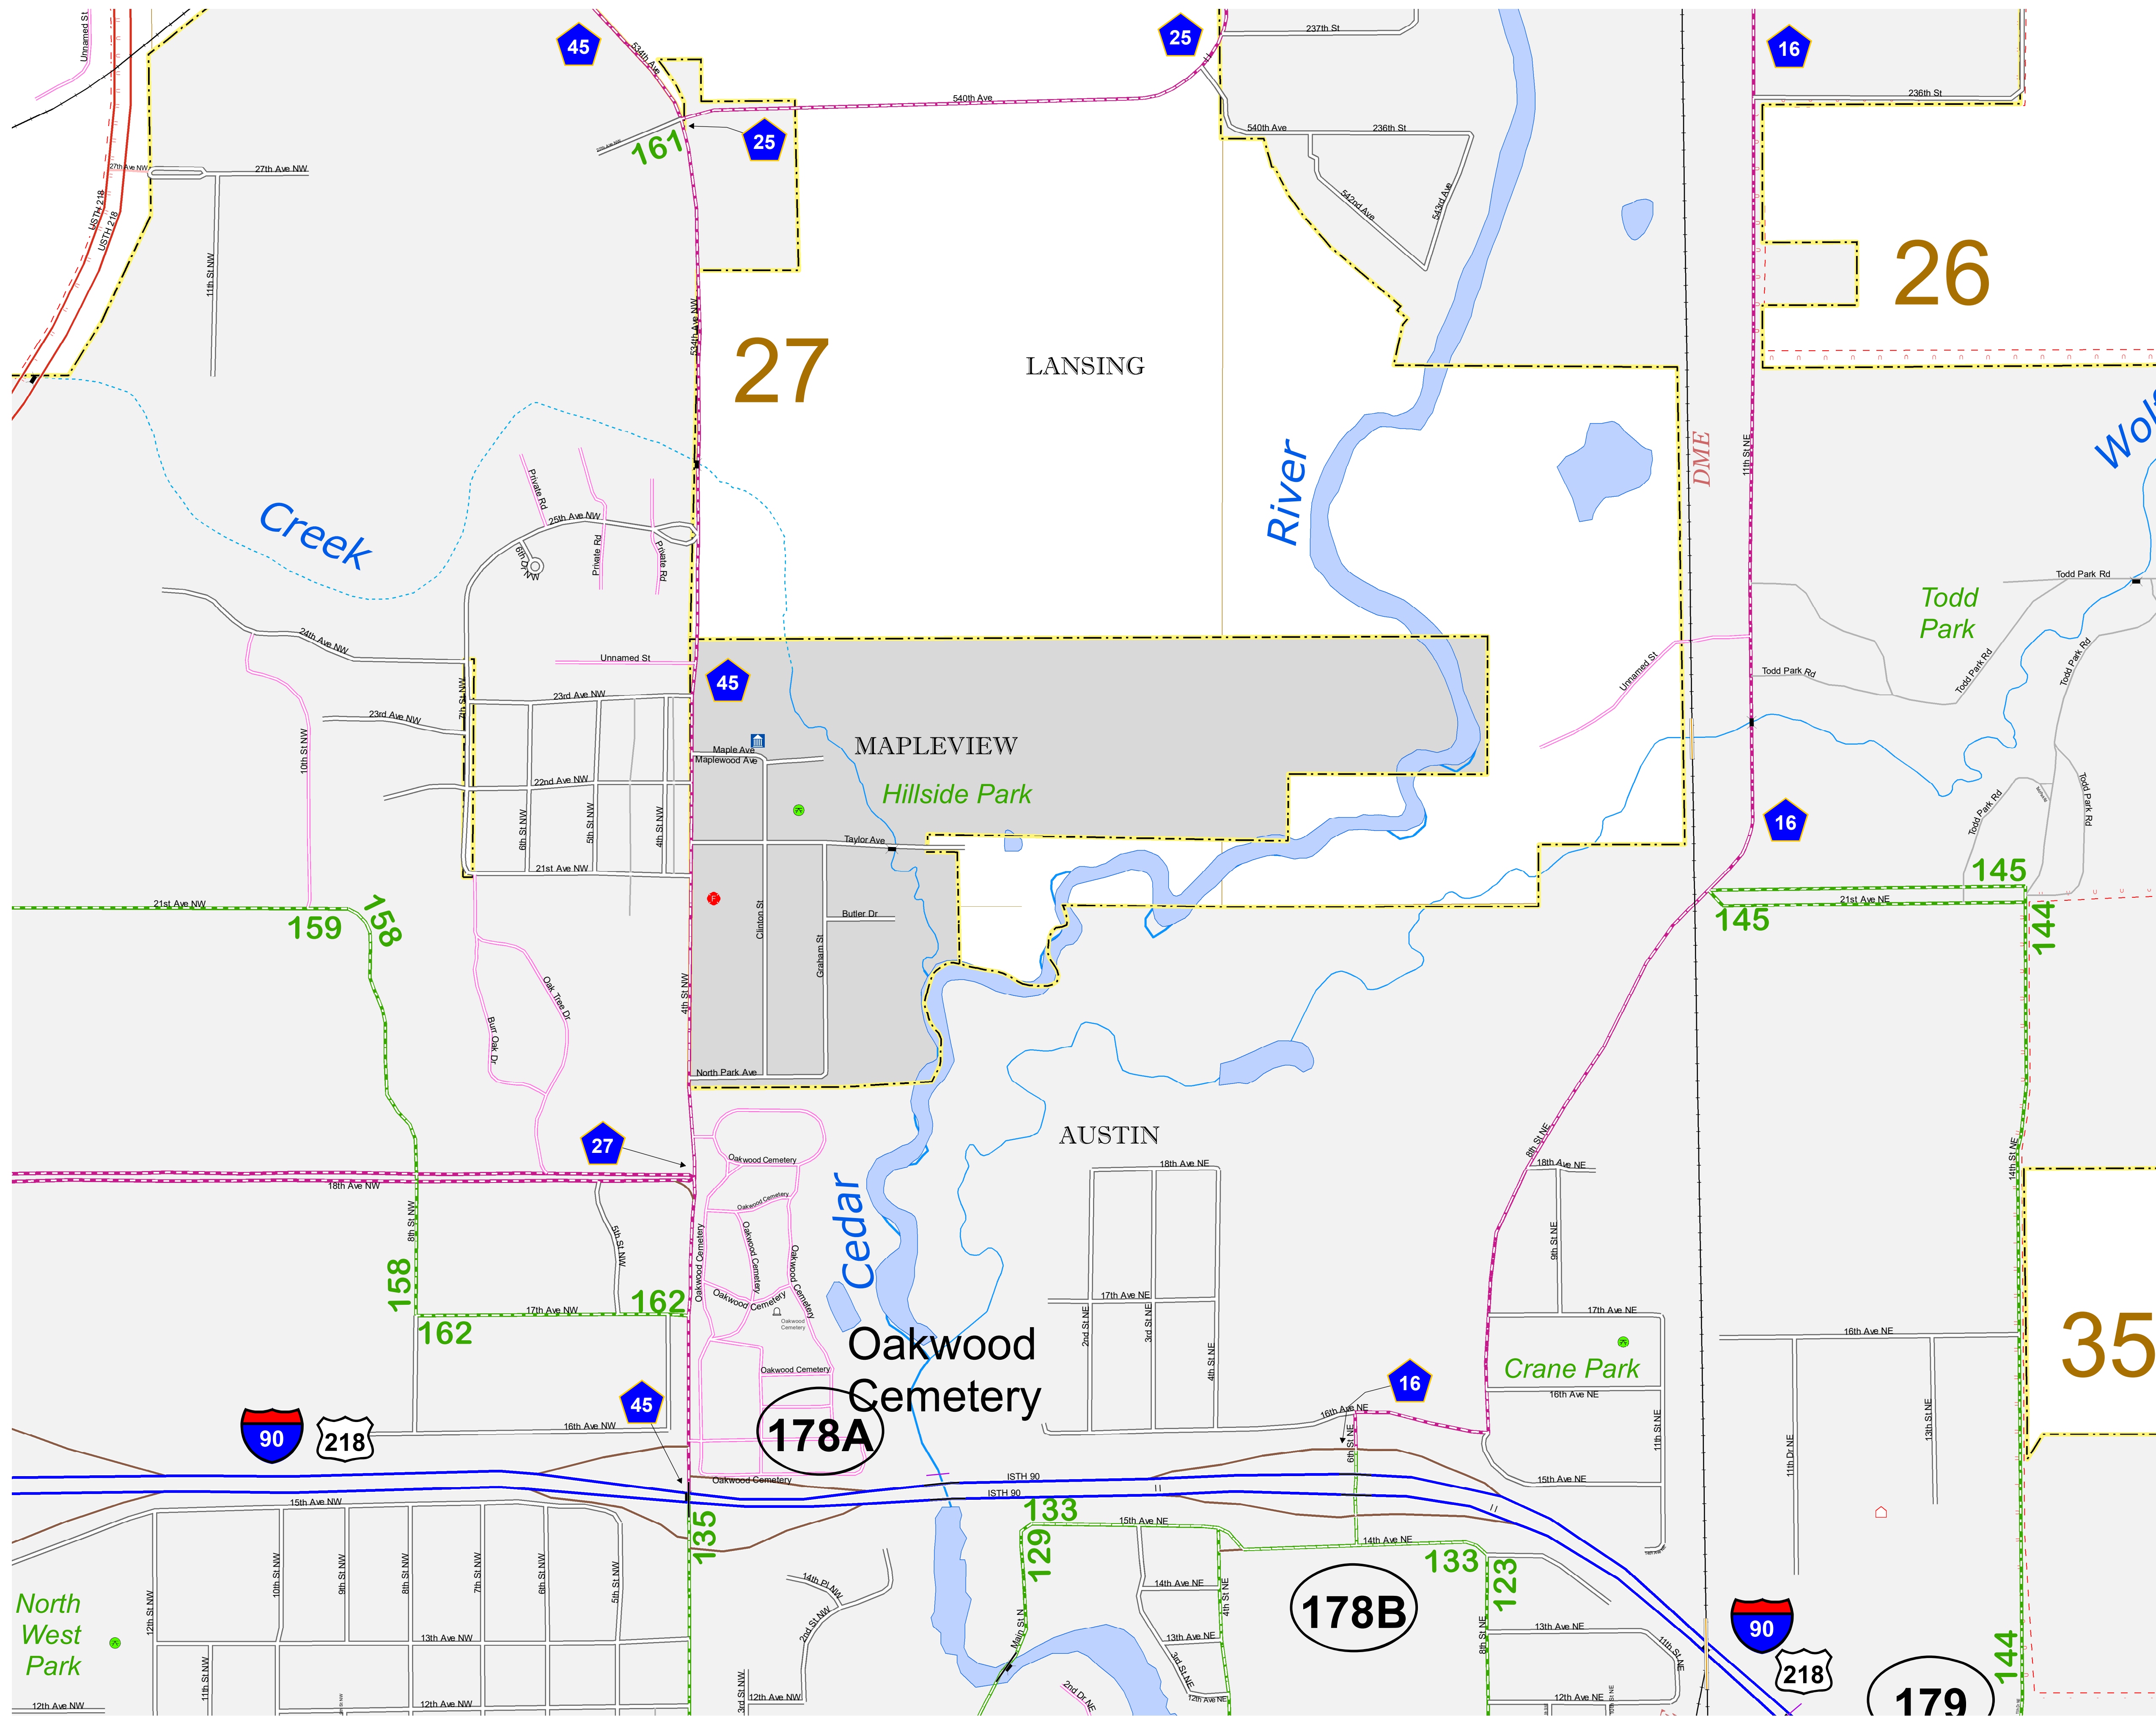 Unnamed St
45
534th Ave
25
237th St
16
236th St
540th Ave
25
161
540th Ave
236th St
27th Ave NW
27th Ave NW
USTH 218
USTH 218
11th St NW
542nd Ave
543rd Ave
26
534th Ave NW
27
LANSING
River
DME
11th St NE
Creek
Private Rd
25th Ave NW
6th Dr NW
Private Rd
Private Rd
Todd Park Rd
Todd
Park
24th Ave NW
Unnamed St
45
Unnamed St
Todd Park Rd
Todd Park Rd
Todd Park Rd
7th St NW
23rd Ave NW
23rd Ave NW
10th St NW
Maple Ave
Maplewood Ave
MAPLEVIEW
22nd Ave NW
Hillside Park
6th St NW
5th St NW
4th St NW
Taylor Ave
16
Todd Park Rd
Todd Park Rd
21st Ave NW
145
21st Ave NW
159
158
F
Clinton St
Butler Dr
Graham St
145
21st Ave NE
144
4th St NW
Oak Tree Dr
Burr Oak Dr
North Park Ave
AUSTIN
27
8th St NE
14th St NE
Oakwood Cemetery
18th Ave NE
18th Ave NE
18th Ave NW
Oakwood Cemetery
8th St NW
5th St NW
Oakwood Cemetery
Oakwood Cemetery
Oakwood Cemetery
Cedar
9th St NE
158
162
17th Ave NW
162
Oakwood Cemetery
Oakwood
Cemetery
17th Ave NE
2nd St NE
3rd St NE
4th St NE
17th Ave NE
16th Ave NE
35
Oakwood
Cemetery
Oakwood Cemetery
Crane Park
16th Ave NE
45
178A
16
16th Ave NE
6th St NE
11th St NE
11th Dr NE
13th St NE
90
218
16th Ave NW
Oakwood Cemetery
ISTH 90
ISTH 90
15th Ave NE
15th Ave NW
135
133
129
15th Ave NE
14th Ave NE
133
123
12th St NW
10th St NW
9th St NW
8th St NW
7th St NW
6th St NW
5th St NW
14th Pl NW
2nd St NW
14th Ave NE
4th St NE
178B
North
West
Park
13th Ave NW
11th St NW
Main St N
13th Ave NE
3rd St NE
8th St NE
13th Ave NE
11th St NE
90
218
144
12th Ave NW
12th Ave NW
3rd St NW
12th Ave NW
2nd Dr NE
12th Ave NE
12th Ave NE
179